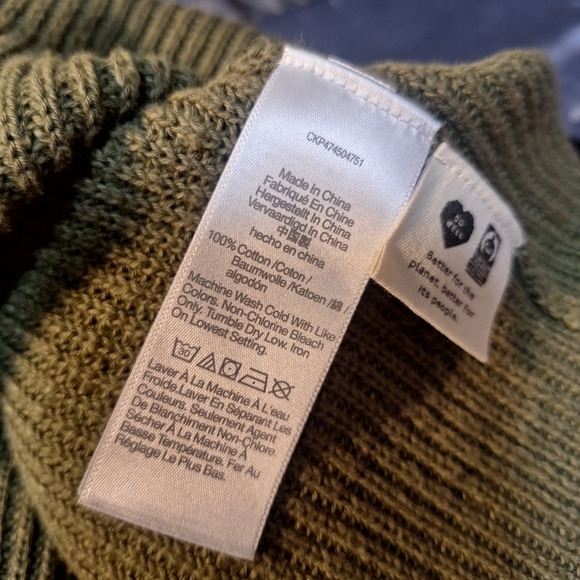 CKP474504751
Made In China
Fabriqué En Chine
Hergestellt In China
Vervaardigd In China
中国製
hecho en china
100% Cotton /Coton /
Baumwolle /Katoen /綿 /
algodón
Machine Wash Cold With Like
Colors. Non-Chlorine Bleach
Only. Tumble Dry Low. Iron
On Lowest Setting.
30
Laver À La Machine À L eau
Froide Laver En Séparant Les
Couleurs. Seulement Agent
De Blanchiment Non-Chlore.
Sécher À La Machine À
Basse Température. Fer Au
Réglage Le Plus Bas.
do
well
Better for the
planet, better for
its people.